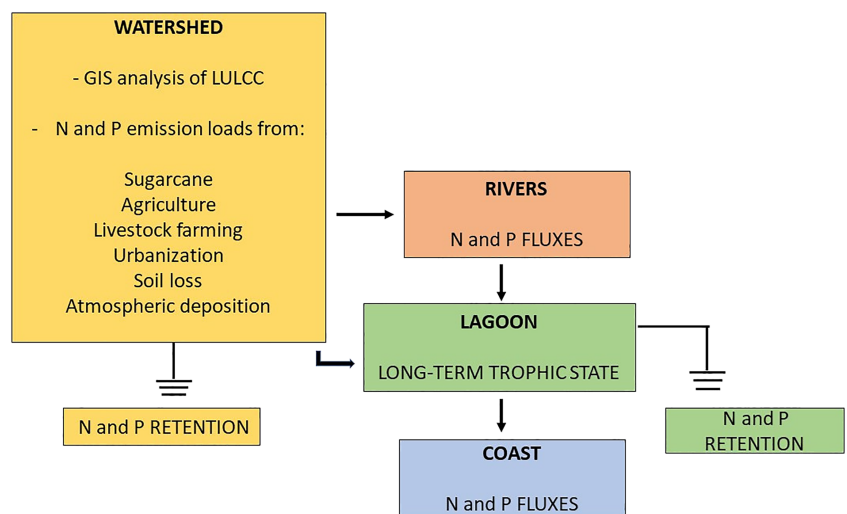 WATERSHED
- GIS analysis of LULCC
- N and P emission loads from:
Sugarcane
Agriculture
Livestock farming
Urbanization
Soil loss
Atmospheric deposition
N and P RETENTION
RIVERS
N and P FLUXES
LAGOON
LONG-TERM TROPHIC STATE
N and P
RETENTION
COAST
N and P FLUXES